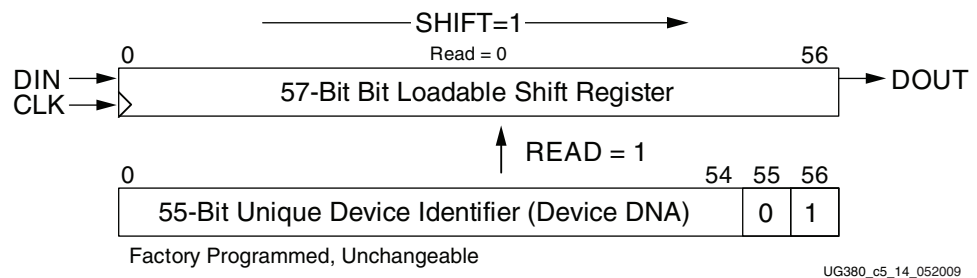 SHIFT=1
0 Read = 0 56
DIN 57-Bit Bit Loadable Shift Register DOUT
CLK
READ = 1
0 54 55 56
55-Bit Unique Device Identifier (Device DNA) 0 1
Factory Programmed, Unchangeable
UG380_c5_14_052009